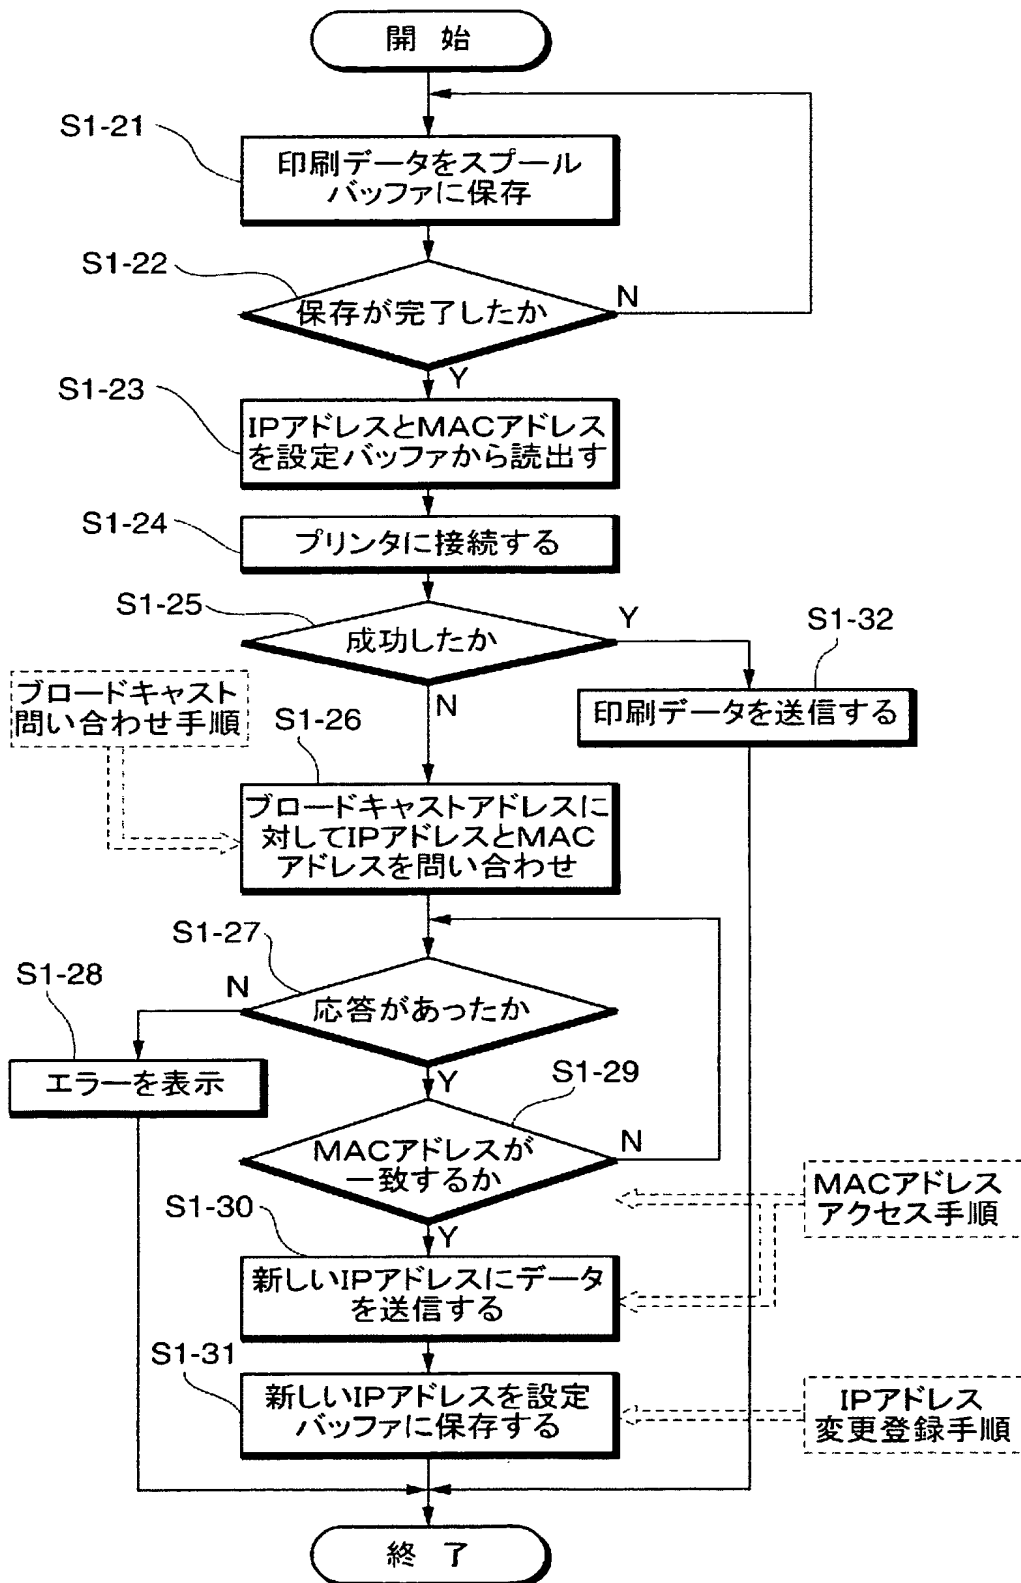 開 始
S1-21
印刷データをスプール
バッファに保存
S1-22
保存が完了したか
N
Y
S1-23
IPアドレスとMACアドレス
を設定バッファから読出す
S1-24
プリンタに接続する
S1-25
成功したか
Y
N
S1-32
印刷データを送信する
ブロードキャスト
問い合わせ手順
S1-26
ブロードキャストアドレスに
対してIPアドレスとMAC
アドレスを問い合わせ
S1-27
応答があったか
N
Y
S1-28
エラーを表示
S1-29
MACアドレスが
一致するか
N
Y
MACアドレス
アクセス手順
S1-30
新しいIPアドレスにデータ
を送信する
S1-31
新しいIPアドレスを設定
バッファに保存する
IPアドレス
変更登録手順
終 了